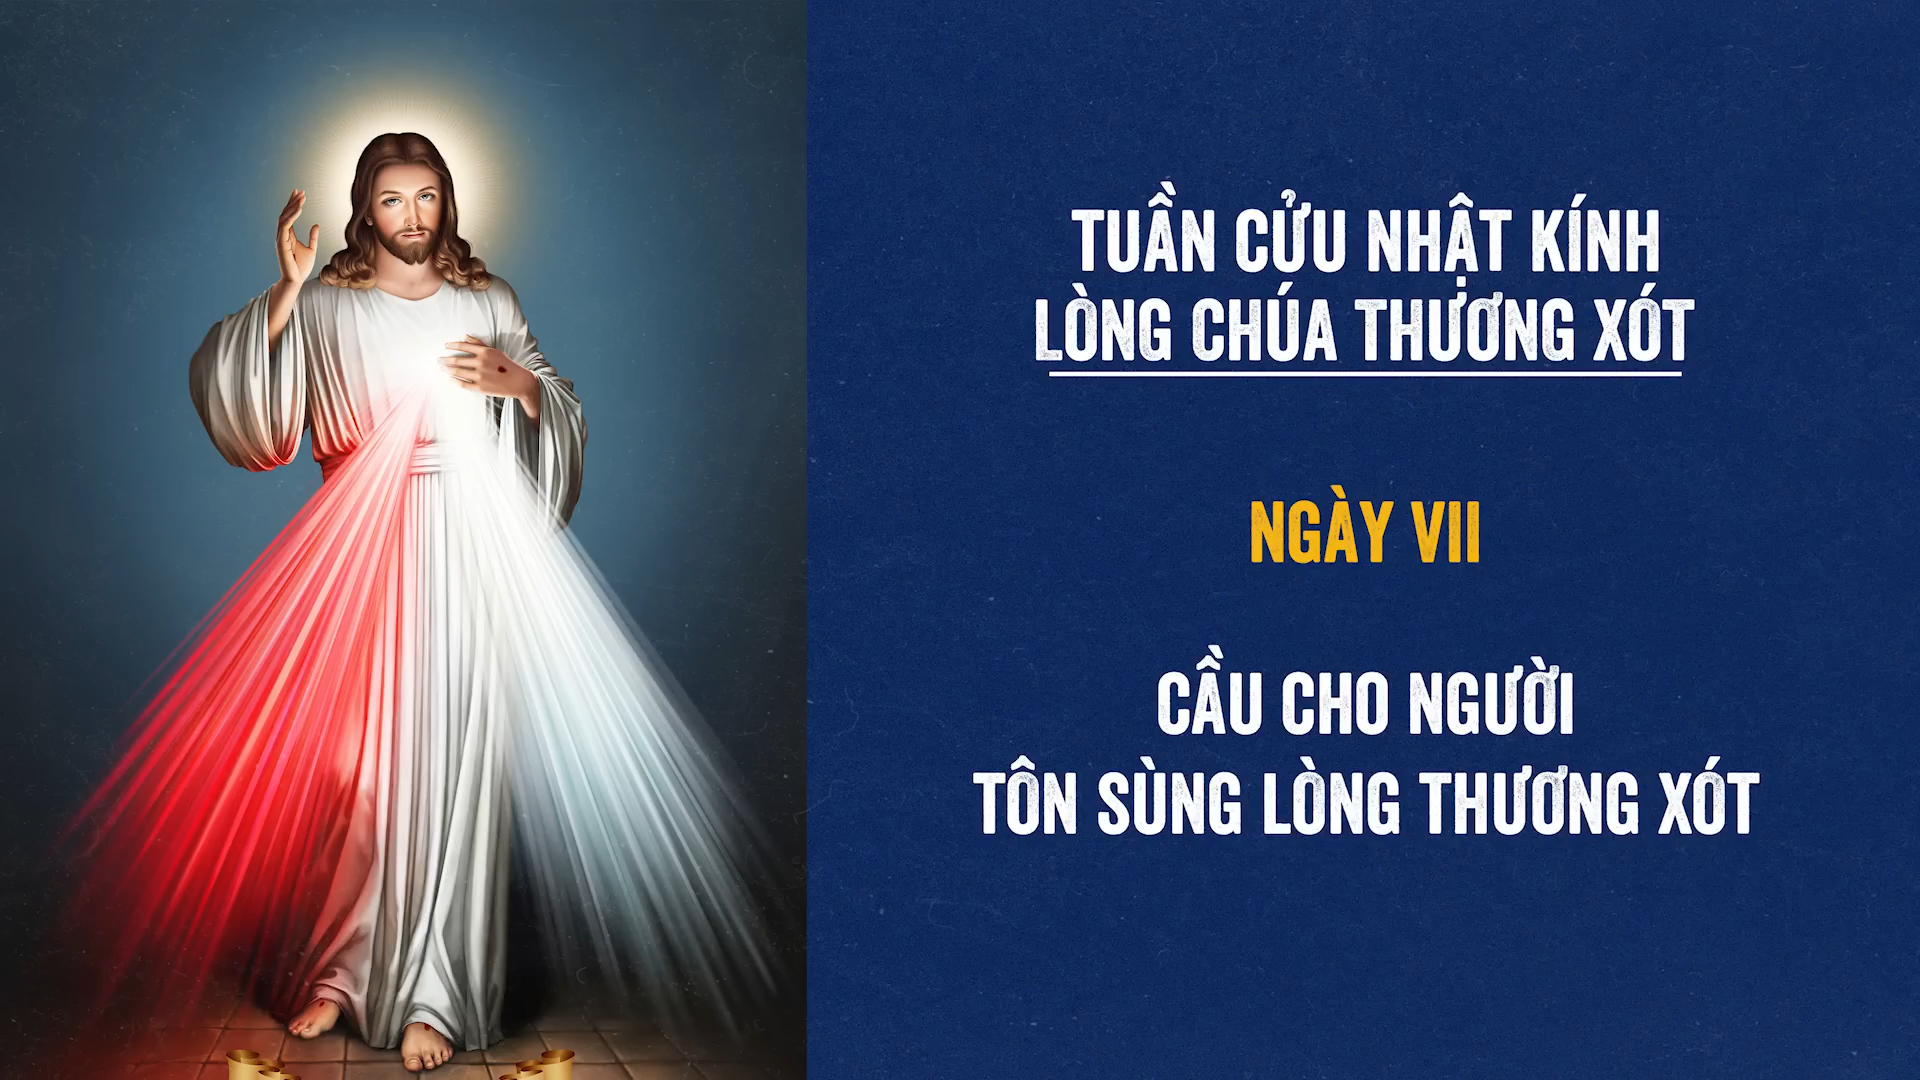 TUẦN CỬU NHẬT KÍNH
LÒNG CHÚA THƯƠNG XÓT
NGÀY VII
CẦU CHO NGƯỜI
TÔN SÙNG LÒNG THƯƠNG XÓT